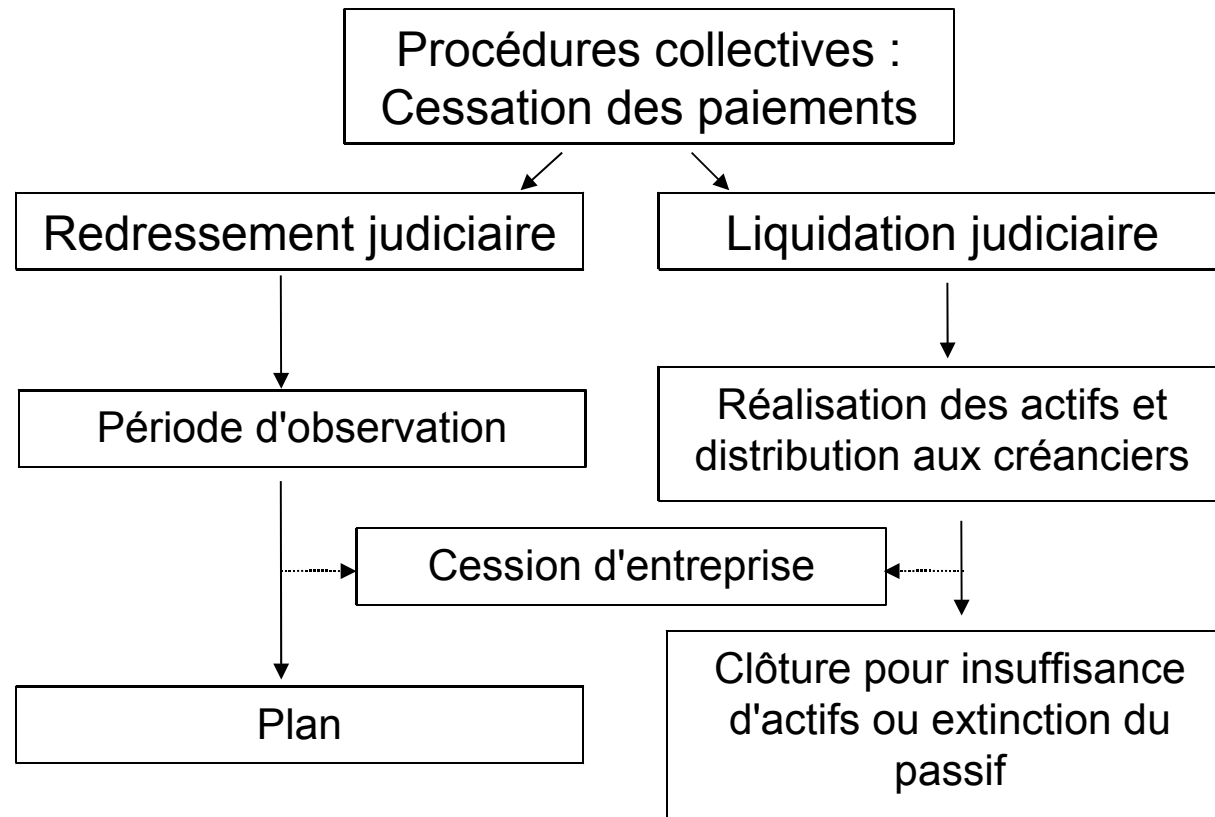 Procédures collectives :
Cessation des paiements
Redressement judiciaire
Liquidation judiciaire
Période d'observation
Réalisation des actifs et
distribution aux créanciers
Cession d'entreprise
Plan
Clôture pour insuffisance
d'actifs ou extinction du
passif